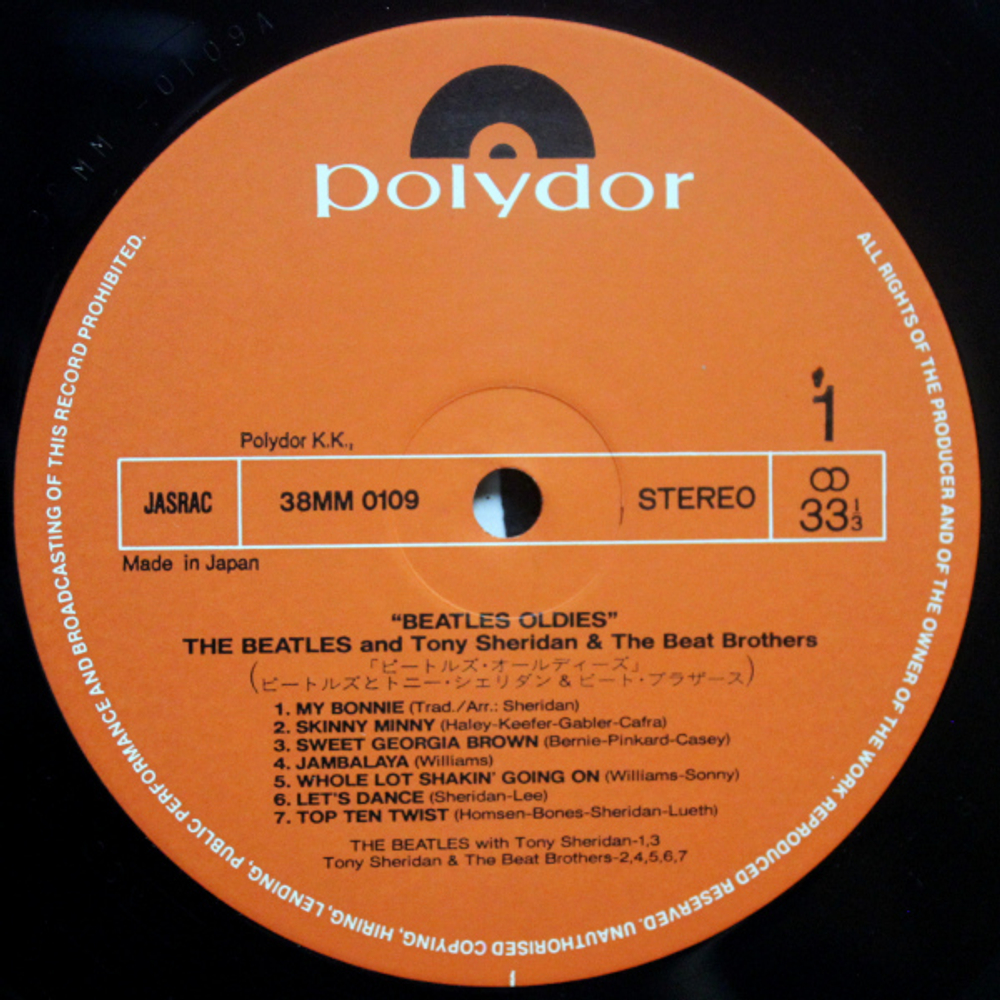 MM-0109A
polydor
1
Polydor K.K.,
JASRAC
38MM 0109
STEREO
33 1/3
Made in Japan
“BEATLES OLDIES”
THE BEATLES and Tony Sheridan & The Beat Brothers
「ビートルズ・オールディーズ」
(ビートルズとトニー・シェリダン & ビート・ブラザース)
1. MY BONNIE (Trad./Arr.: Sheridan)
2. SKINNY MINNY (Haley-Keefer-Gabler-Cafra)
3. SWEET GEORGIA BROWN (Bernie-Pinkard-Casey)
4. JAMBALAYA (Williams)
5. WHOLE LOT SHAKIN’ GOING ON (Williams-Sonny)
6. LET’S DANCE (Sheridan-Lee)
7. TOP TEN TWIST (Homsen-Bones-Sheridan-Lueth)
THE BEATLES with Tony Sheridan-1,3
Tony Sheridan & The Beat Brothers-2,4,5,6,7
ALL RIGHTS OF THE PRODUCER AND OF THE OWNER OF THE WORK REPRODUCED RESERVED. UNAUTHORISED COPYING, HIRING, LENDING, PUBLIC PERFORMANCE AND BROADCASTING OF THIS RECORD PROHIBITED.